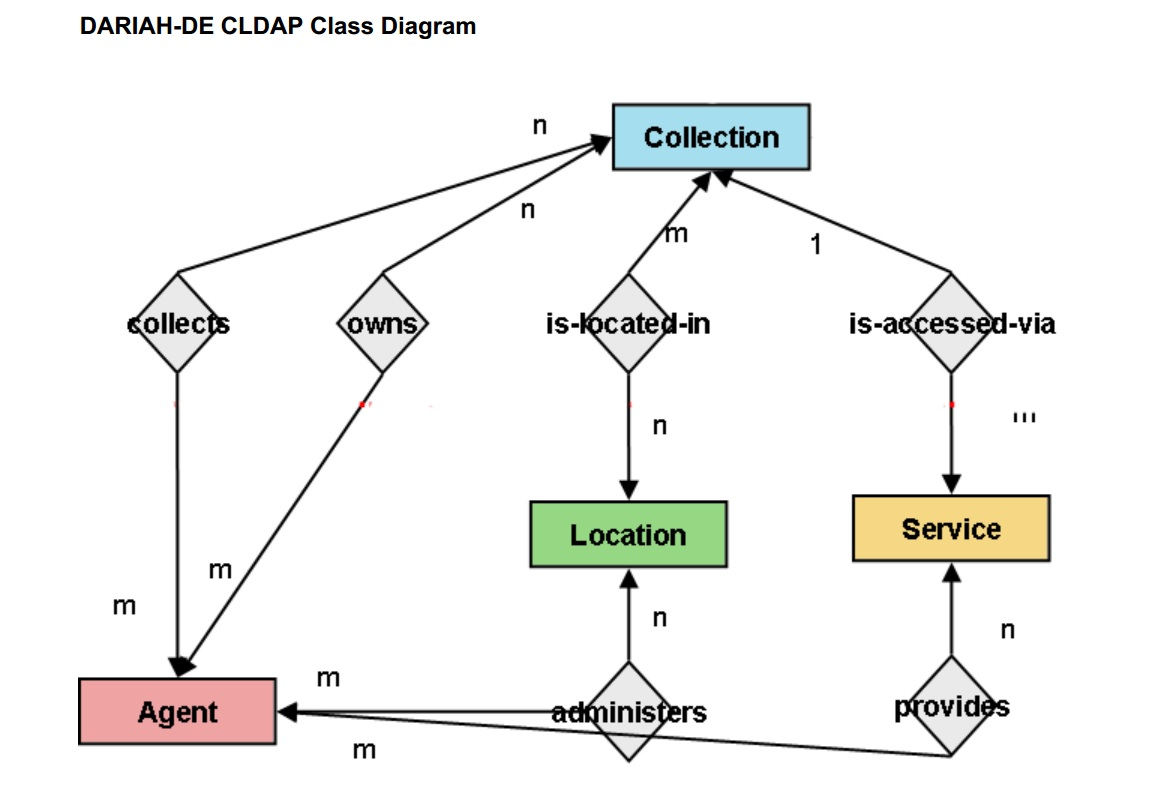 DARIAH-DE CLDAP Class Diagram
n
Collection
n
m
1
collects
owns
is-located-in
is-accessed-via
n
Location
Service
m
m
n
n
m
Agent
administers
provides
m